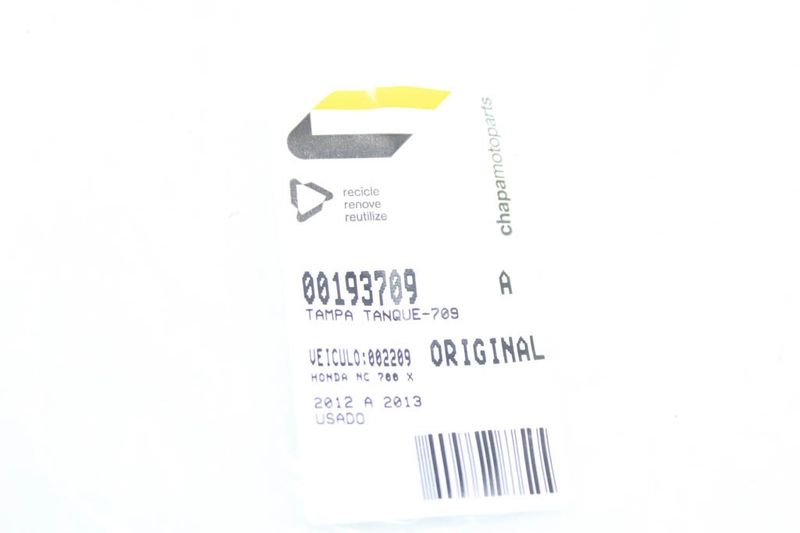 chapamotoparts
recicle
renove
reutilize
00193709 A
TAMPA TANQUE-709
VEICULO:002209 ORIGINAL
HONDA NC 700 X
2012 A 2013
USADO